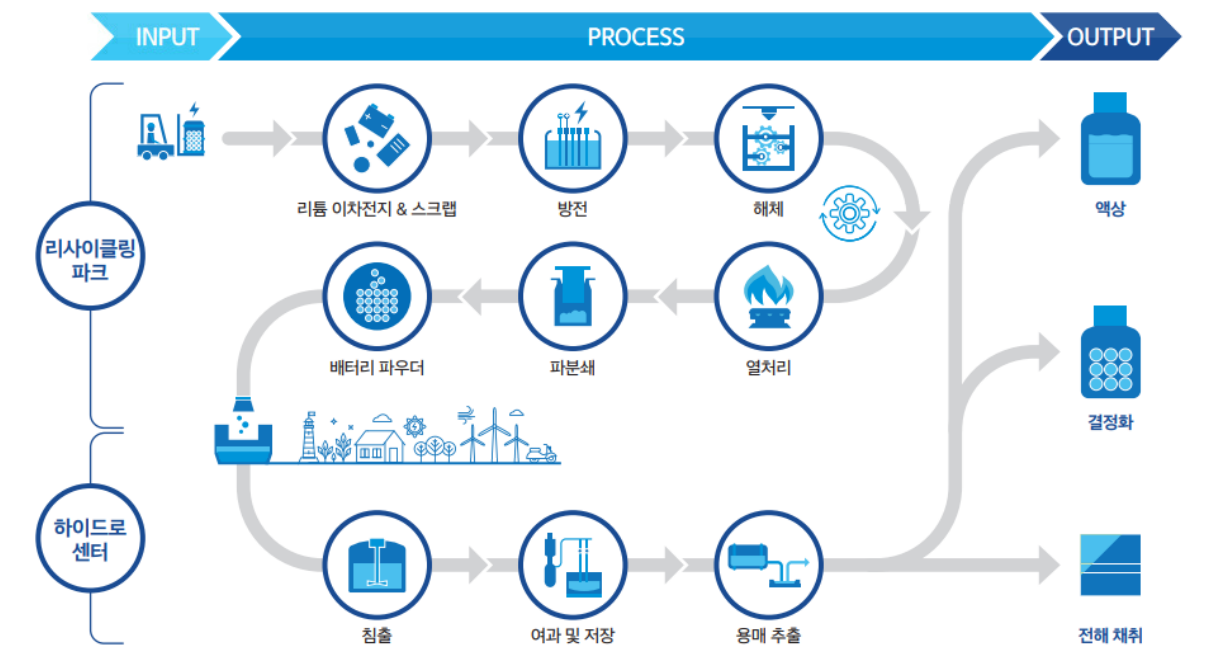 INPUT
PROCESS
OUTPUT
리사이클링
파크
리튬 이차전지 & 스크랩
방전
해체
액상
배터리 파우더
파분쇄
열처리
결정화
하이드로
센터
침출
여과 및 저장
용매 추출
전해 채취